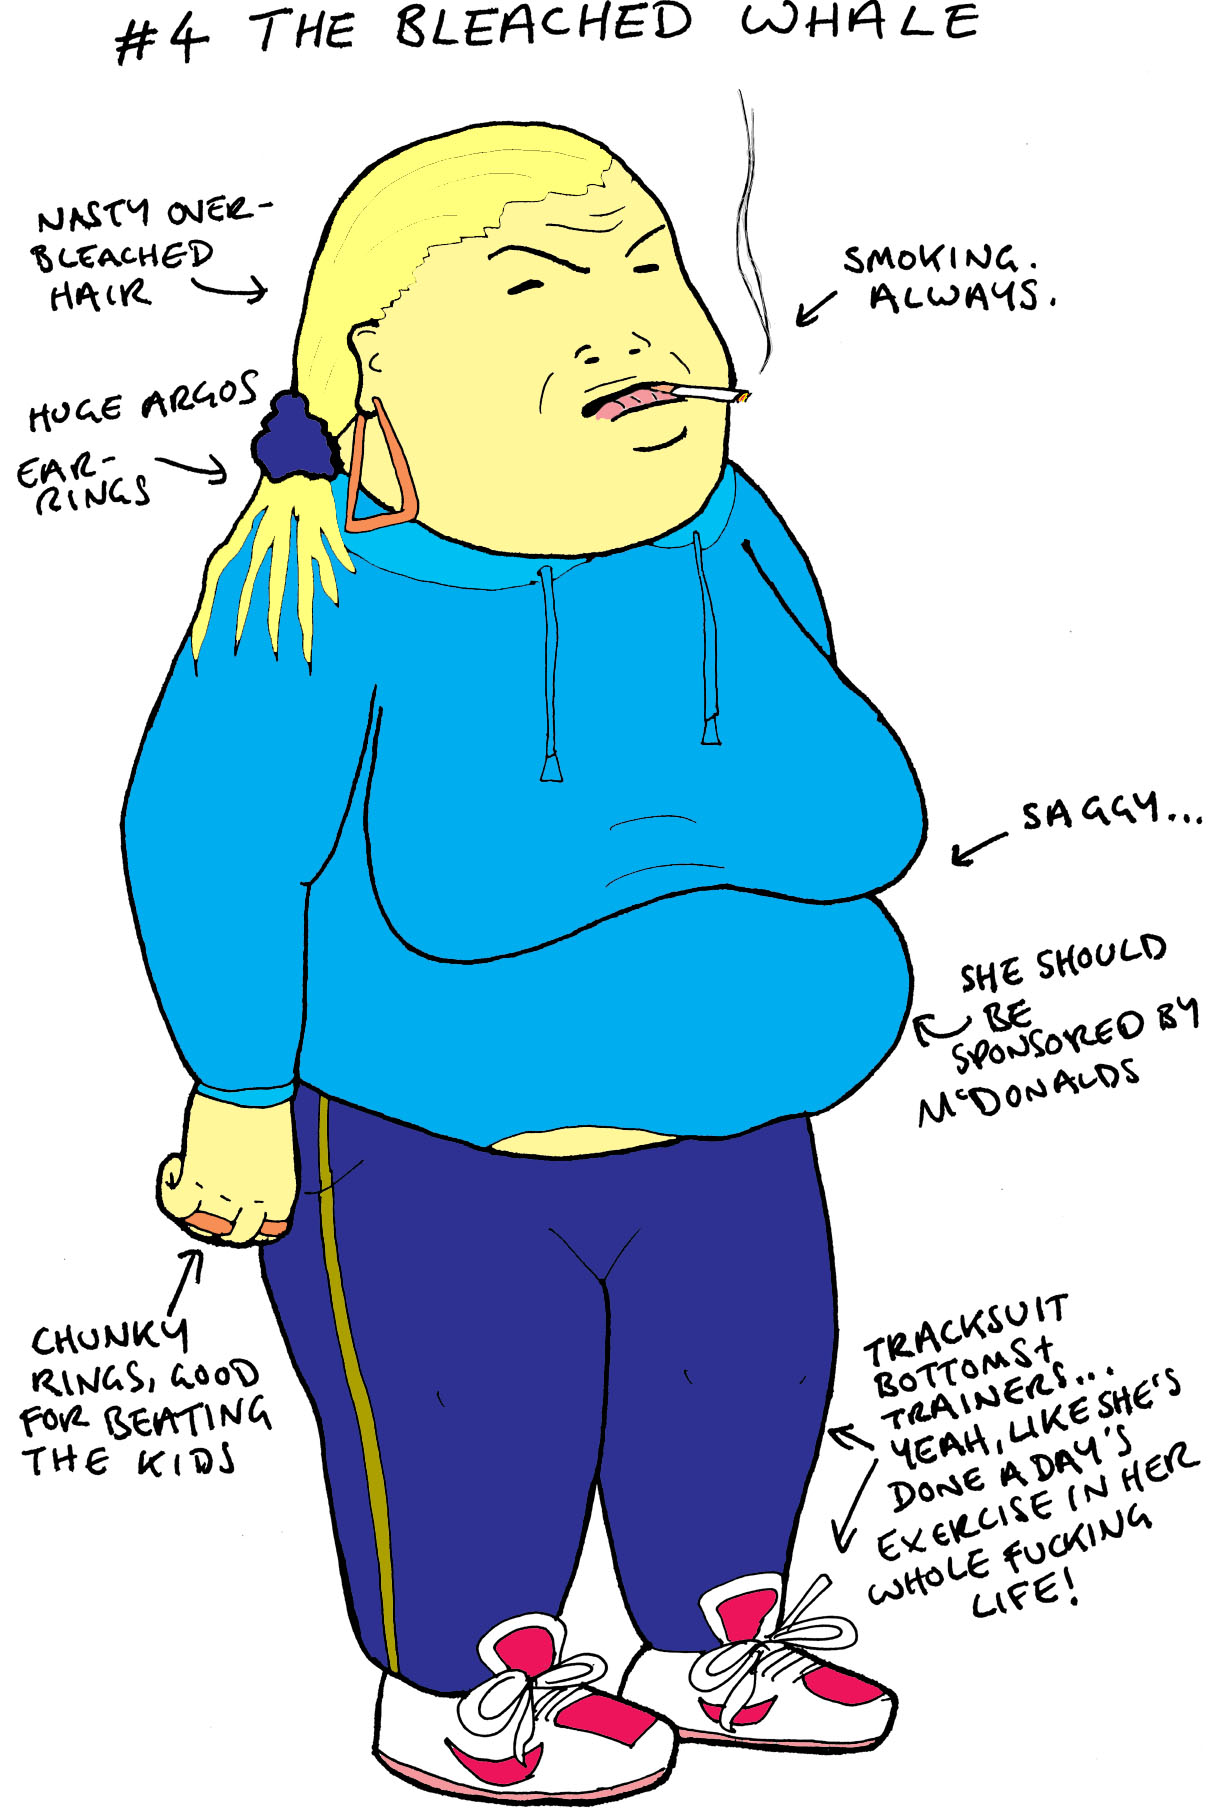 #4 THE BLEACHED WHALE
NASTY OVER-
BLEACHED
HAIR
SMOKING.
ALWAYS.
HUGE ARGOS
EAR-
RINGS
SAGGY...
SHE SHOULD
BE
SPONSORED BY
McDONALDS
CHUNKY
RINGS, GOOD
FOR BEATING
THE KIDS
TRACKSUIT
BOTTOMS +
TRAINERS...
YEAH, LIKE SHE'S
DONE A DAY'S
EXERCISE IN HER
WHOLE FUCKING
LIFE!